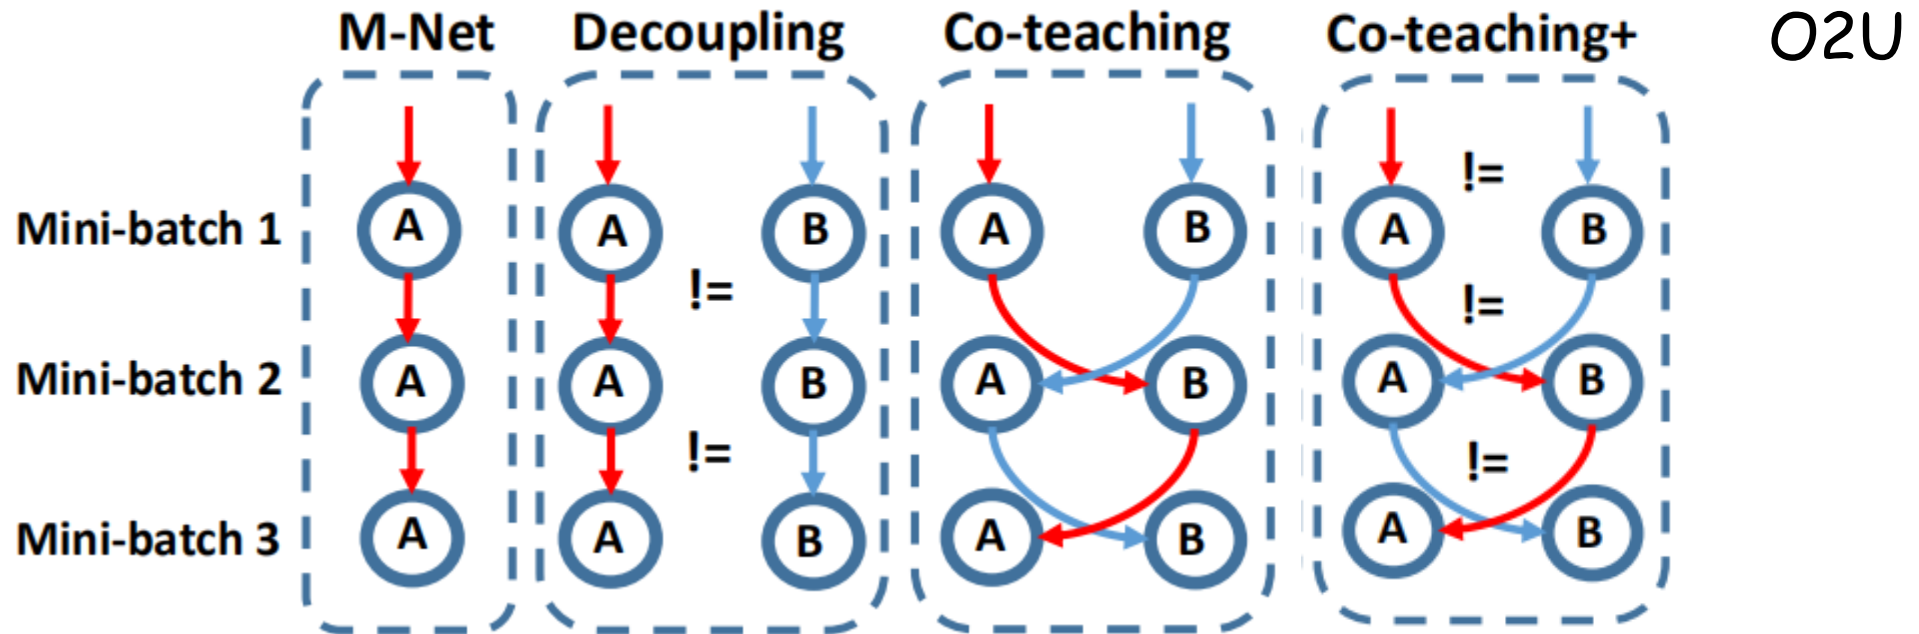 M-Net Decoupling Co-teaching Co-teaching+ O2U
!=
Mini-batch 1 A A B A B A B
!= !=
Mini-batch 2 A A B A B A B
!= !=
Mini-batch 3 A A B A B A B